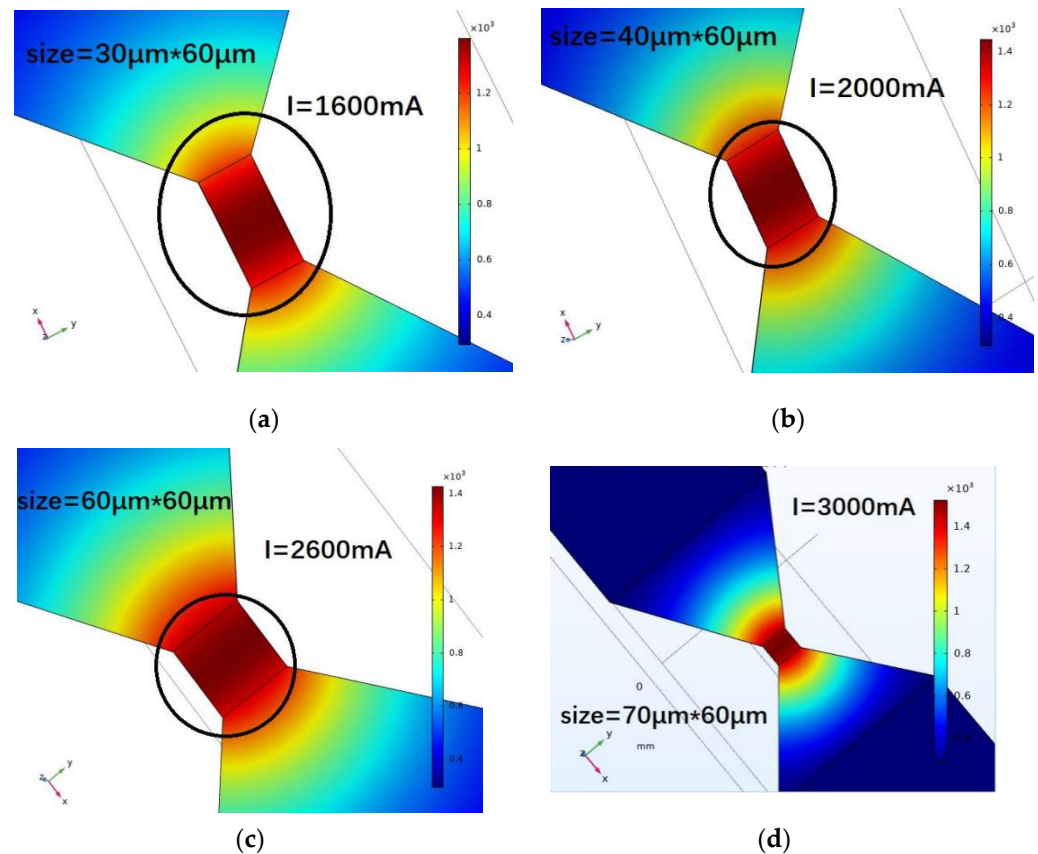 size=30μm*60μm
I=1600mA
×10³
1.2
1
0.8
0.6
0.4
x
y
z
(a)
size=40μm*60μm
I=2000mA
×10³
1.4
1.2
1
0.8
0.6
0.4
x
y
z
(b)
size=60μm*60μm
I=2600mA
×10³
1.4
1.2
1
0.8
0.6
0.4
y
z
x
(c)
I=3000mA
×10³
1.4
1.2
1
0.8
0.6
0
size=70μm*60μm
mm
y
z
x
(d)